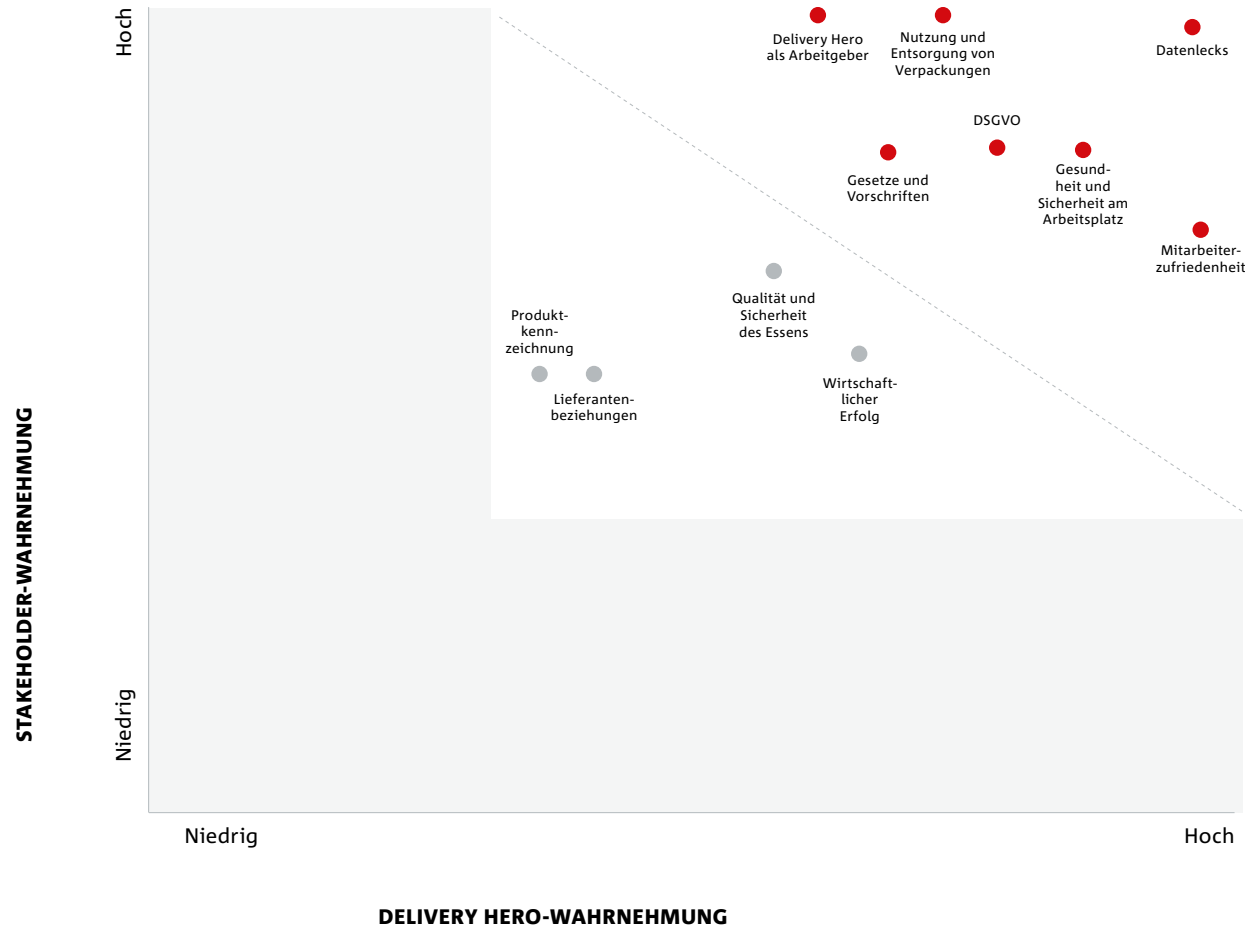 Hoch
Delivery Hero
als Arbeitgeber
Nutzung und
Entsorgung von
Verpackungen
Datenlecks
DSGVO
Gesetze und
Vorschriften
Gesund-
heit und
Sicherheit am
Arbeitsplatz
Mitarbeiter-
zufriedenheit
Qualität und
Sicherheit
des Essens
Produkt-
kenn-
zeichnung
Lieferanten-
beziehungen
Wirtschaft-
licher
Erfolg
STAKEHOLDER-WAHRNEHMUNG
Niedrig
Niedrig
Hoch
DELIVERY HERO-WAHRNEHMUNG